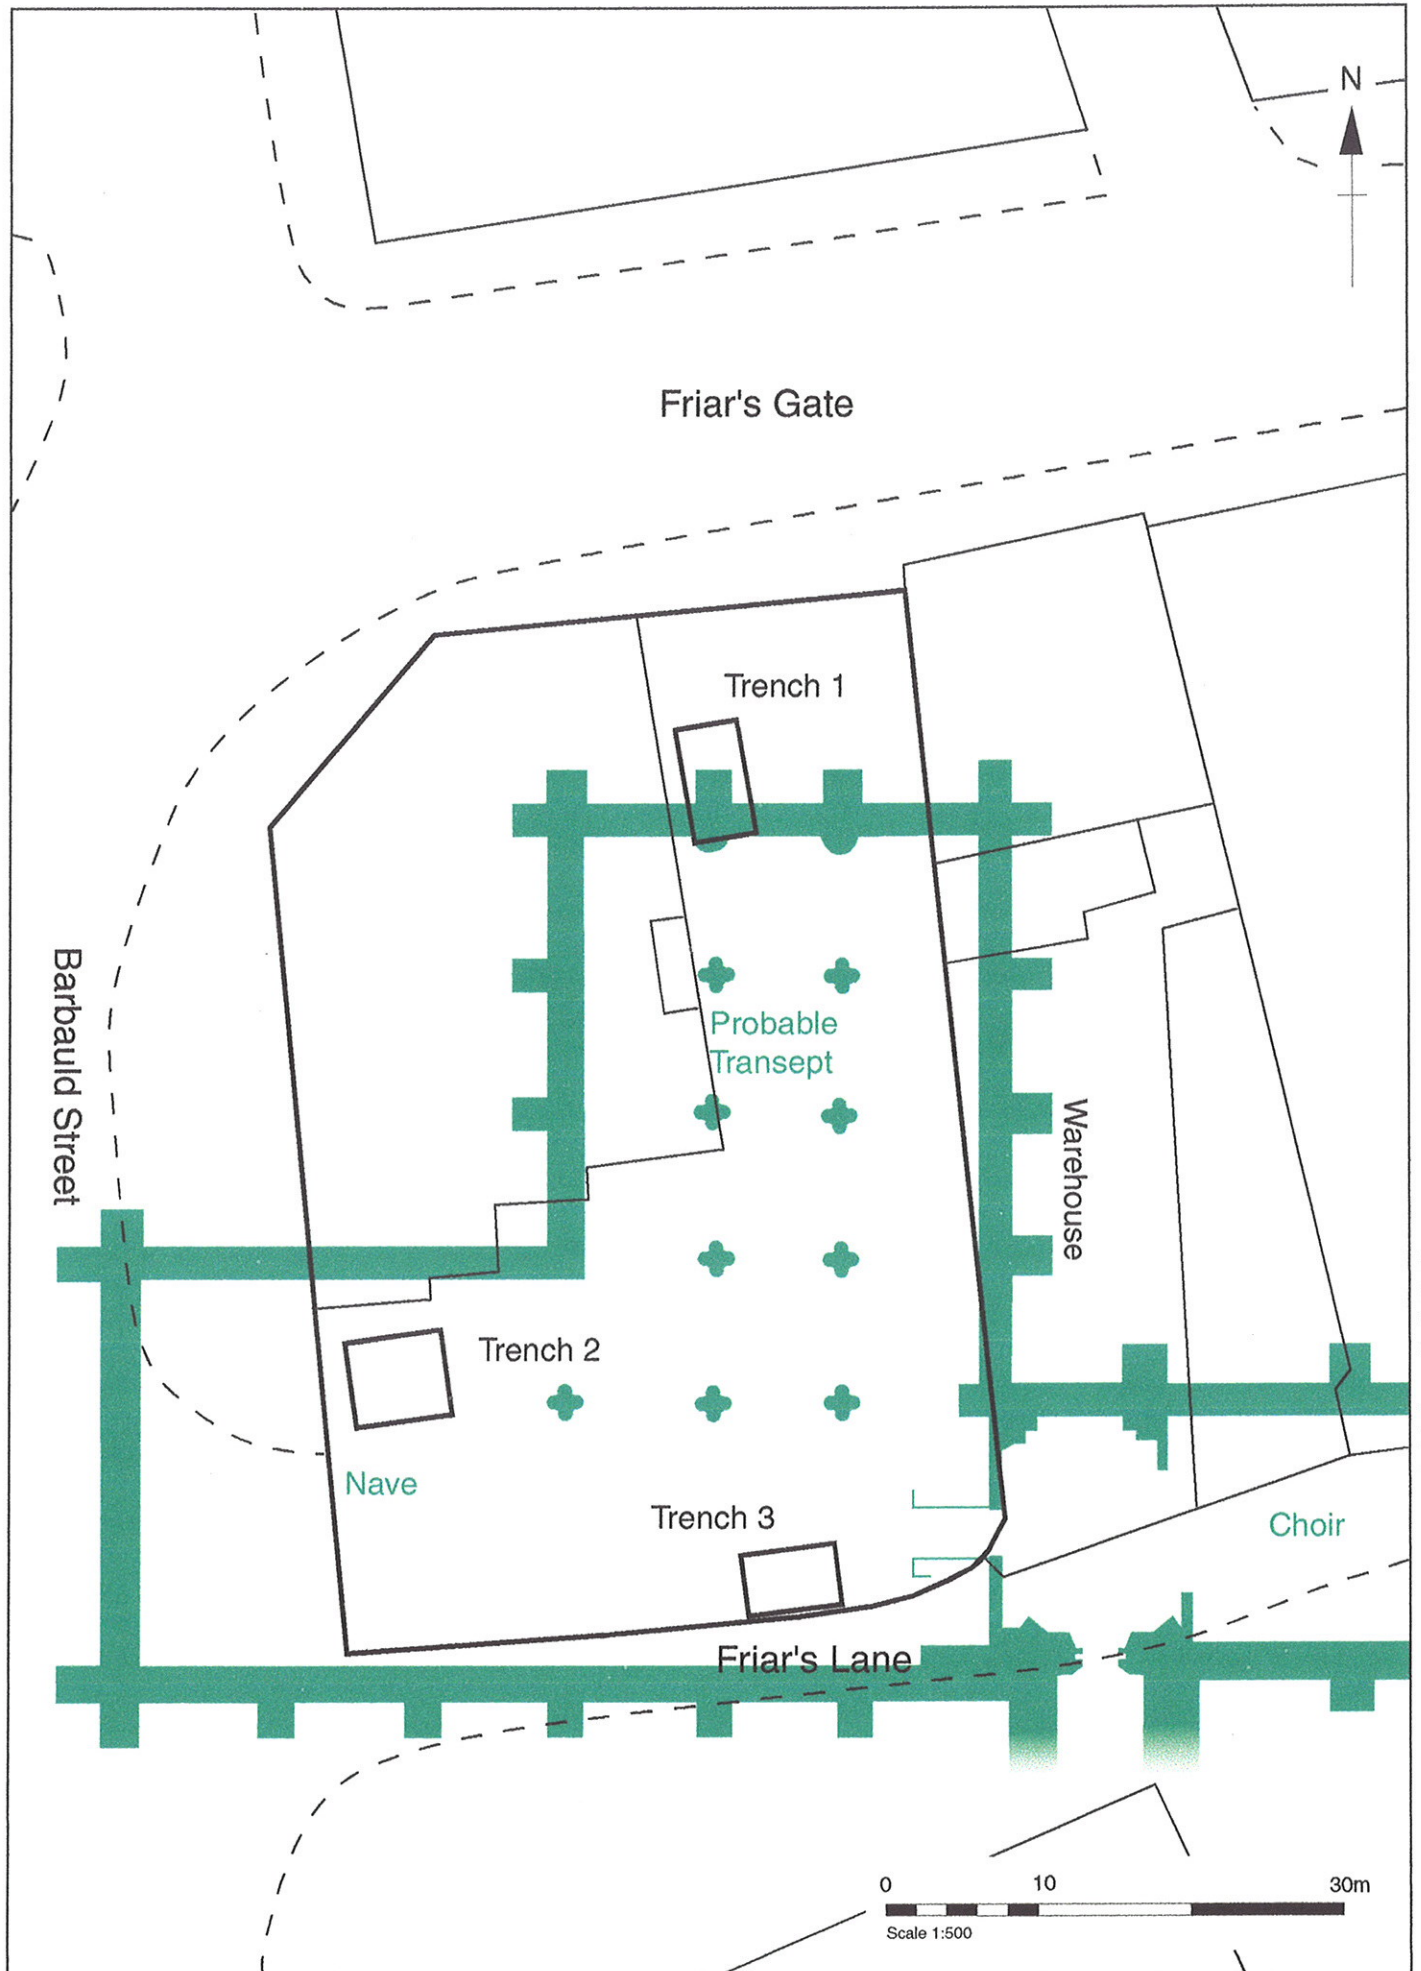 N
Friar's Gate
Trench 1
Barbauld Street
Probable
Transept
Warehouse
Trench 2
Nave
Trench 3
Choir
Friar's Lane
0 10 30m
Scale 1:500